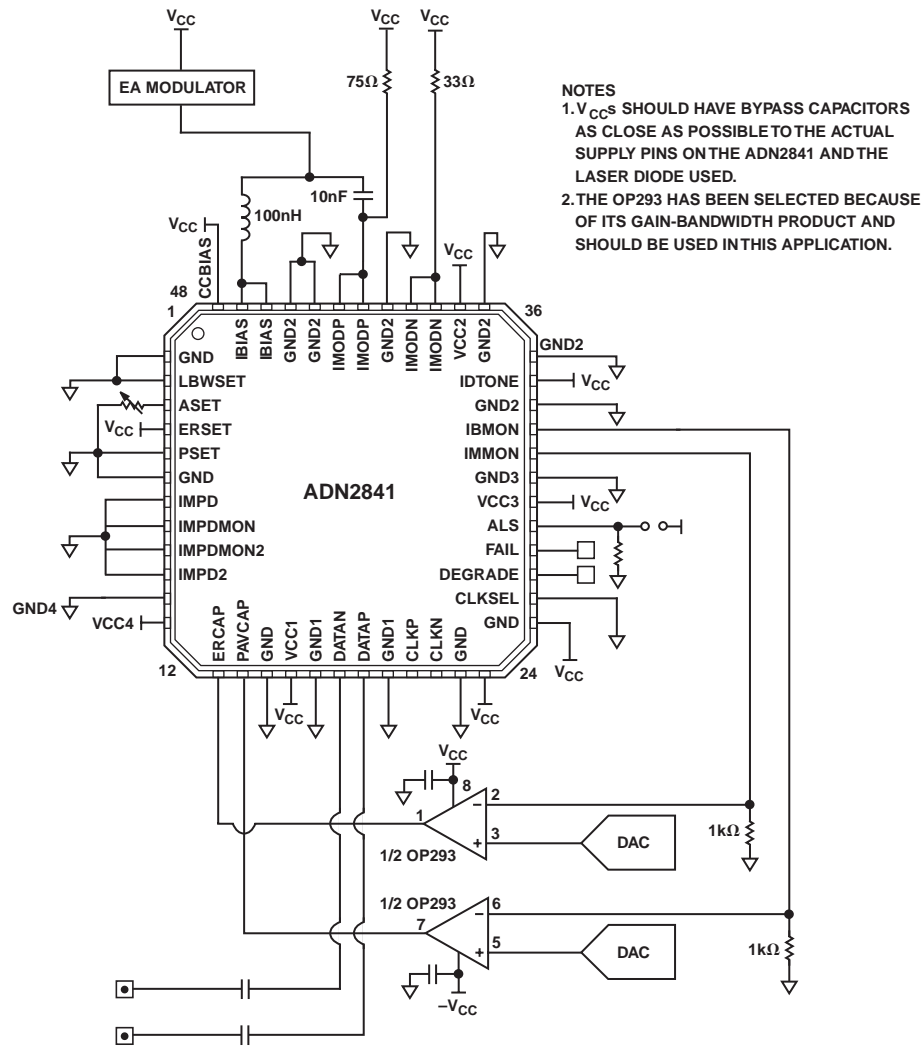 VCC
VCC VCC
EA MODULATOR
75Ω 33Ω
NOTES
1. VCCs SHOULD HAVE BYPASS CAPACITORS
AS CLOSE AS POSSIBLE TO THE ACTUAL
SUPPLY PINS ON THE ADN2841 AND THE
LASER DIODE USED.
2. THE OP293 HAS BEEN SELECTED BECAUSE
OF ITS GAIN-BANDWIDTH PRODUCT AND
SHOULD BE USED IN THIS APPLICATION.
10nF
100nH
VCC
VCC
48
1
36
CCBIAS
IBIAS
IBIAS
GND2
GND2
IMODP
IMODP
GND2
IMODN
IMODN
VCC2
GND2
GND
LBWSET
ASET
VCC
ERSET
PSET
GND
IMPD
IMPDMON
IMPDMON2
IMPD2
GND4
VCC4
ADN2841
GND2
IDTONE
VCC
GND2
IBMON
IMMON
GND3
VCC3
VCC
ALS
FAIL
DEGRADE
CLKSEL
GND
VCC
12
24
ERCAP
PAVCAP
GND
VCC1
GND1
DATAN
DATAP
GND1
CLKP
CLKN
GND
VCC
VCC
VCC
8
1
2
−
3
+
1/2 OP293
DAC
1kΩ
1/2 OP293
7
6
−
5
+
DAC
1kΩ
−VCC